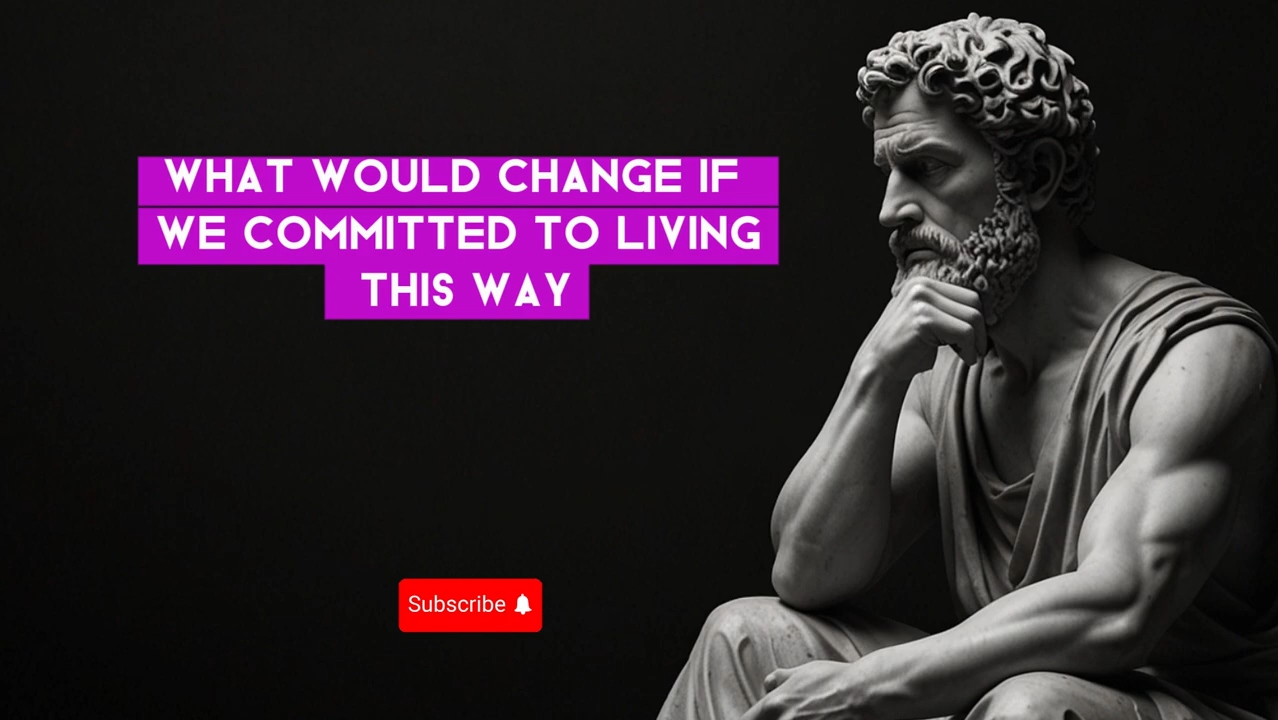 WHAT WOULD CHANGE IF
WE COMMITTED TO LIVING
THIS WAY
Subscribe